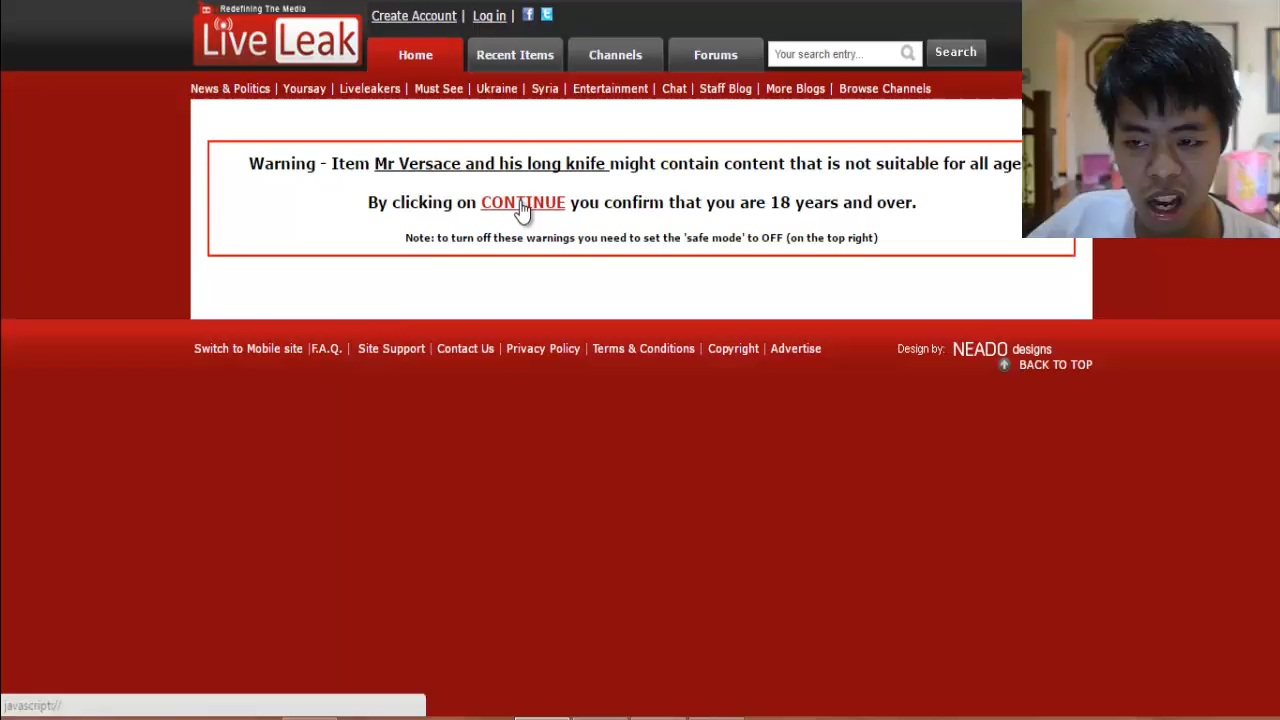 Redefining The Media
LiveLeak
Create Account | Log in |
Home
Recent Items
Channels
Forums
Your search entry...
Search
News & Politics | Yoursay | Liveleakers | Must See | Ukraine | Syria | Entertainment | Chat | Staff Blog | More Blogs | Browse Channels
Warning - Item Mr Versace and his long knife might contain content that is not suitable for all age
By clicking on CONTINUE you confirm that you are 18 years and over.
Note: to turn off these warnings you need to set the 'safe mode' to OFF (on the top right)
Switch to Mobile site | F.A.Q. | Site Support | Contact Us | Privacy Policy | Terms & Conditions | Copyright | Advertise
Design by: NEADO designs
BACK TO TOP
javascript://